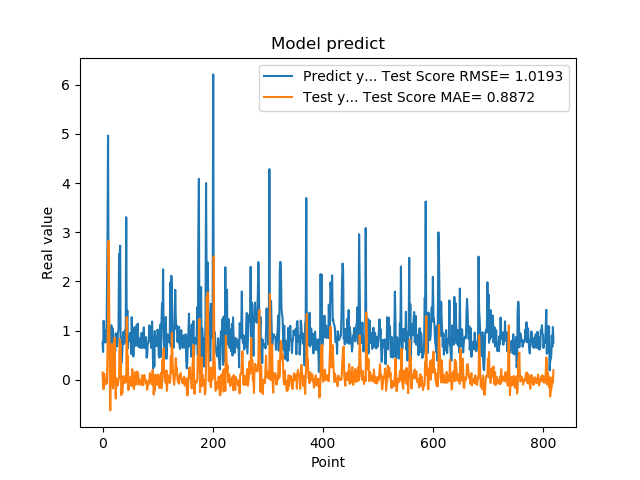 Model predict
Predict y... Test Score RMSE= 1.0193
Test y... Test Score MAE= 0.8872
Real value
6
5
4
3
2
1
0
0 200 400 600 800
Point